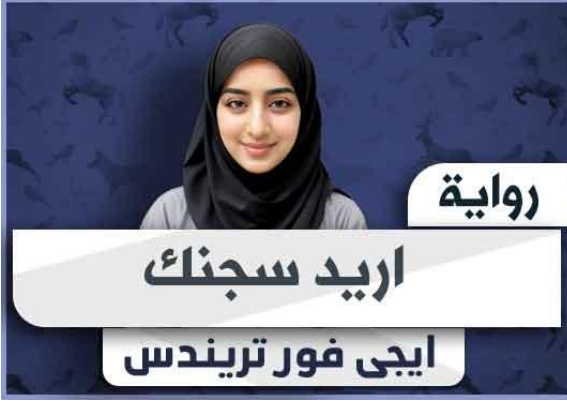 رواية
اريد سجنك
ايجى فور تريندس